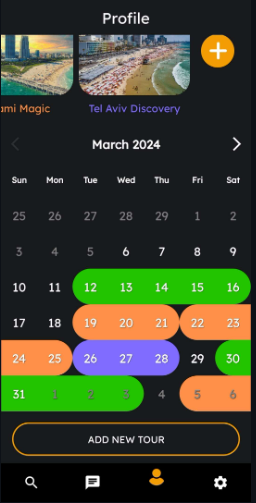 Profile
ami Magic
Tel Aviv Discovery
March 2024
Sun Mon Tue Wed Thu Fri Sat
25 26 27 28 29 1 2
3 4 5 6 7 8 9
10 11 12 13 14 15 16
17 18 19 20 21 22 23
24 25 26 27 28 29 30
31 1 2 3 4 5 6
ADD NEW TOUR